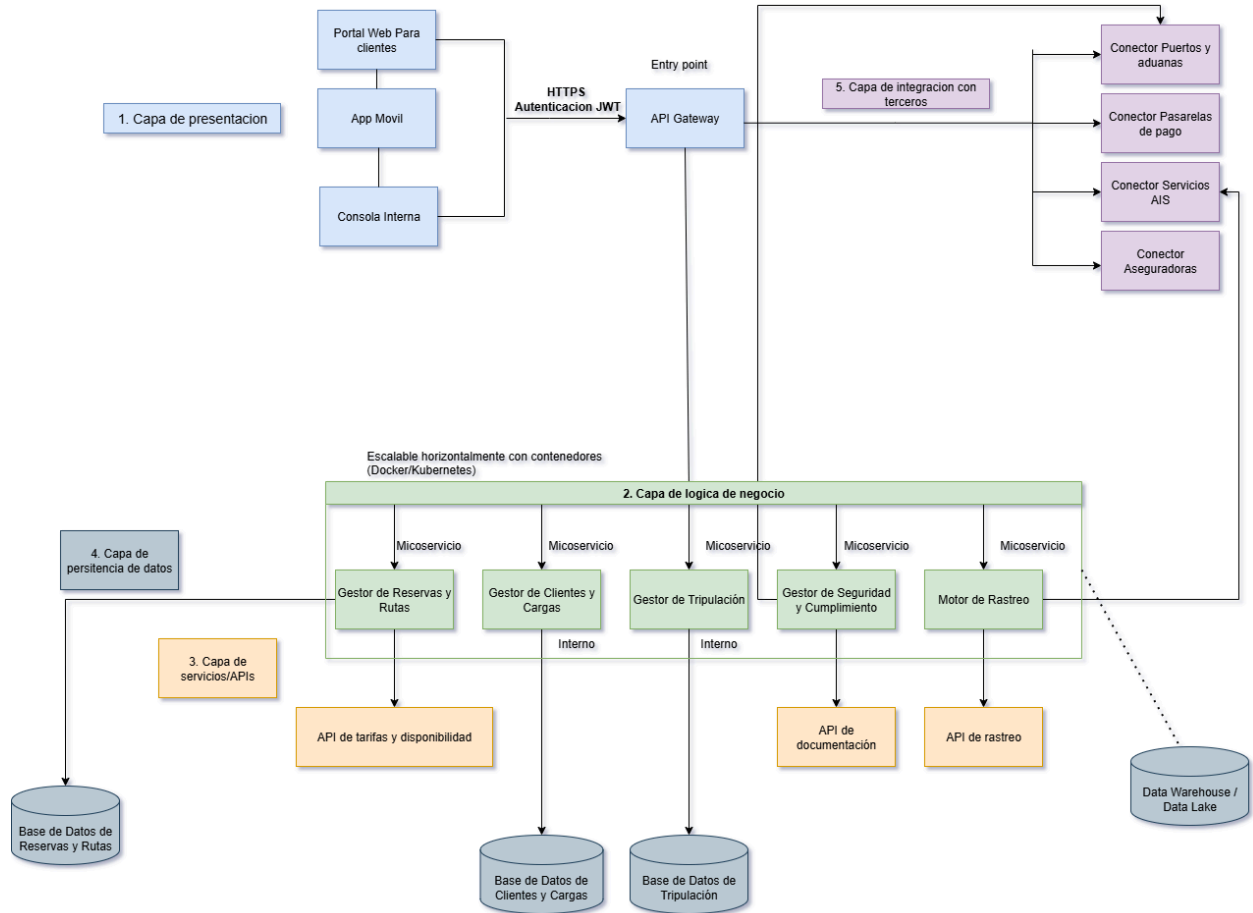 Portal Web Para
clientes
Entry point
Conector Puertos y
aduanas
HTTPS
Autenticacion JWT
5. Capa de integracion con
terceros
1. Capa de presentacion
App Movil
API Gateway
Conector Pasarelas
de pago
Consola Interna
Conector Servicios
AIS
Conector
Aseguradoras
Escalable horizontalmente con contenedores
(Docker/Kubernetes)
2. Capa de logica de negocio
4. Capa de
persitencia de datos
Micoservicio
Micoservicio
Micoservicio
Micoservicio
Micoservicio
Gestor de Reservas y
Rutas
Gestor de Clientes y
Cargas
Gestor de Tripulación
Gestor de Seguridad
y Cumplimiento
Motor de Rastreo
Interno
Interno
3. Capa de
servicios/APIs
API de tarifas y disponibilidad
API de
documentación
API de rastreo
Data Warehouse /
Data Lake
Base de Datos de
Reservas y Rutas
Base de Datos de
Clientes y Cargas
Base de Datos de
Tripulación